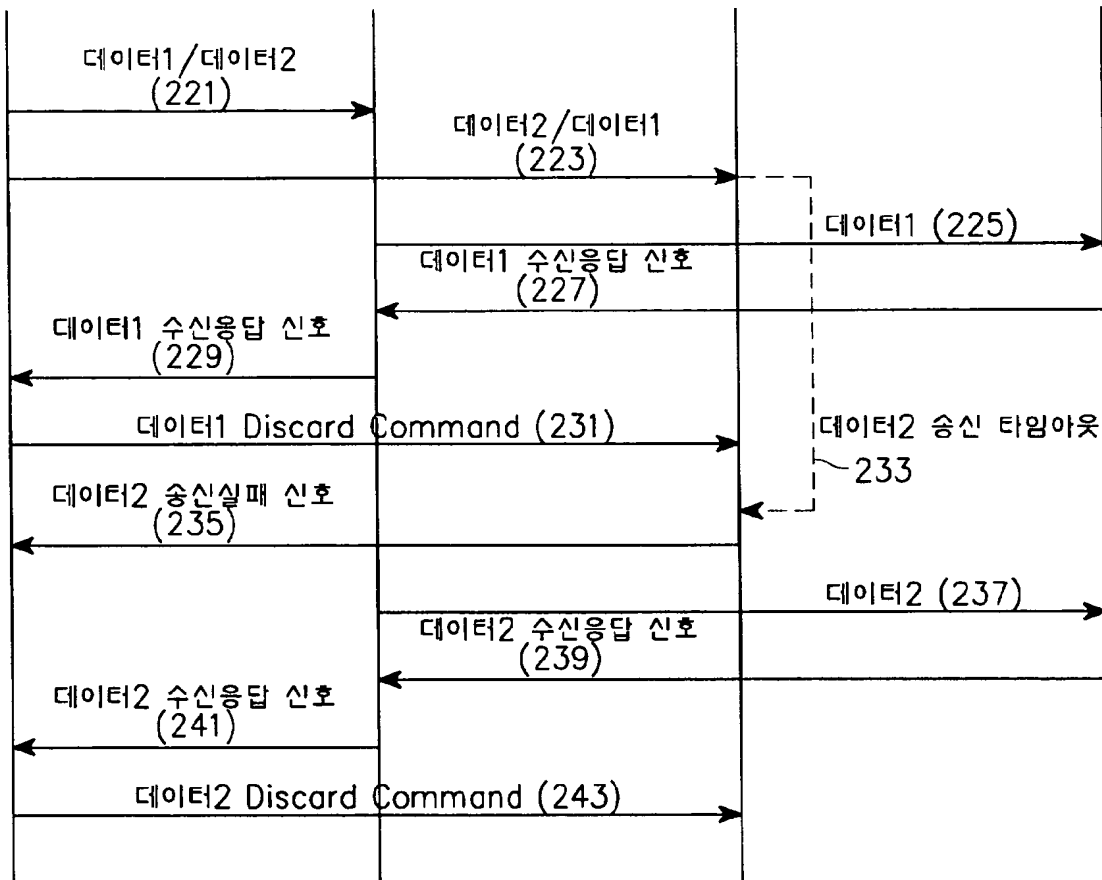 데이터1/데이터2
(221)
데이터2/데이터1
(223)
데이터1 (225)
데이터1 수신응답 신호
(227)
데이터1 수신응답 신호
(229)
데이터1 Discard Command (231)
데이터2 송신 타임아웃
233
데이터2 송신실패 신호
(235)
데이터2 (237)
데이터2 수신응답 신호
(239)
데이터2 수신응답 신호
(241)
데이터2 Discard Command (243)